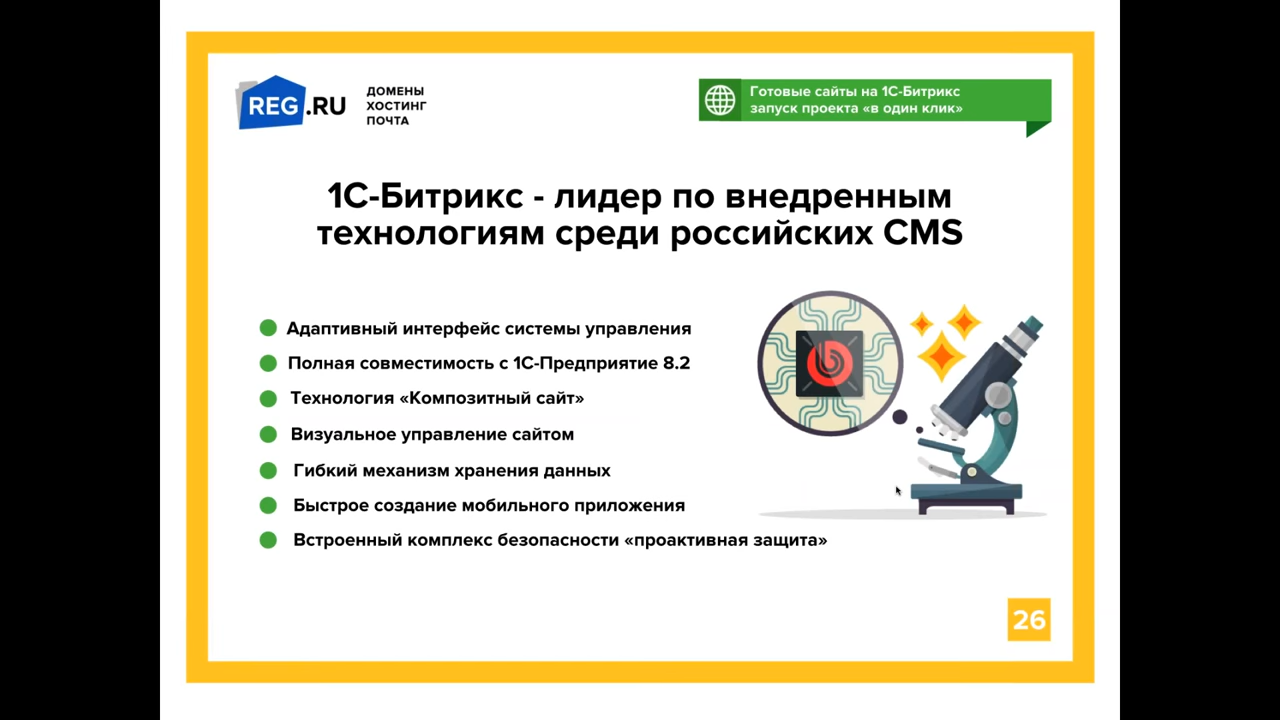 REG.RU
ДОМЕНЫ
ХОСТИНГ
ПОЧТА
Готовые сайты на 1С-Битрикс
запуск проекта «в один клик»
1С-Битрикс - лидер по внедренным
технологиям среди российских CMS
Адаптивный интерфейс системы управления
Полная совместимость с 1С-Предприятие 8.2
Технология «Композитный сайт»
Визуальное управление сайтом
Гибкий механизм хранения данных
Быстрое создание мобильного приложения
Встроенный комплекс безопасности «проактивная защита»
26